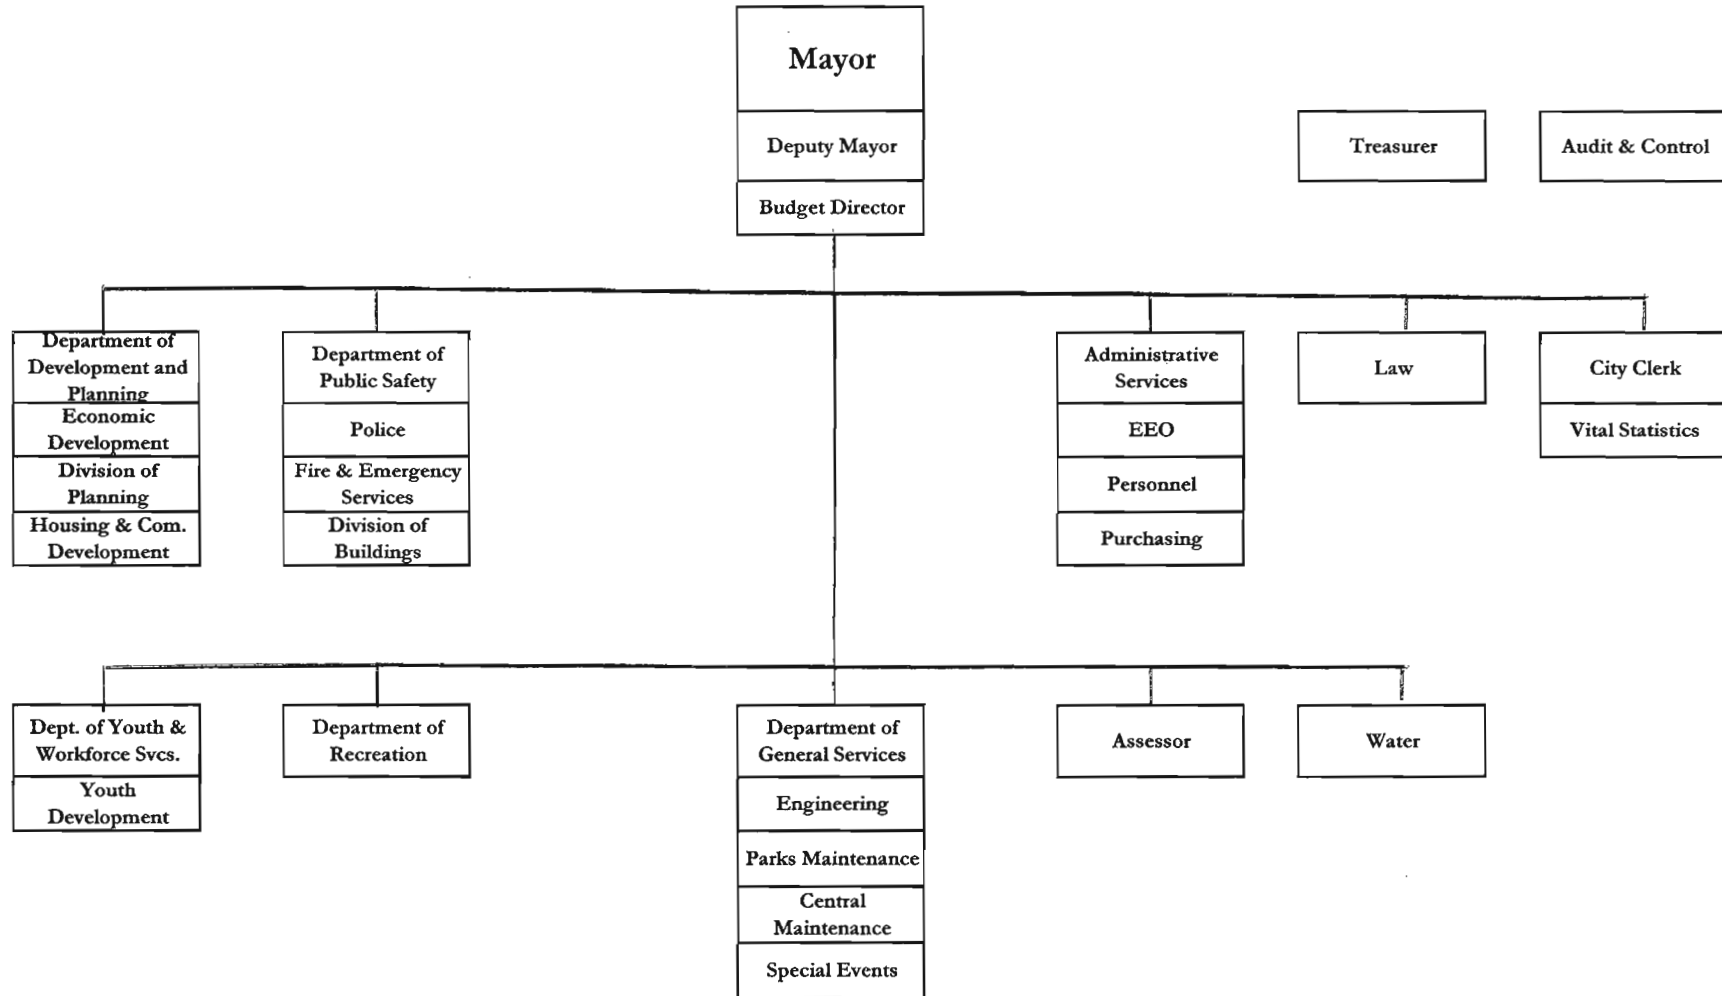 Mayor
Deputy Mayor
Budget Director
Treasurer
Audit & Control
Department of
Development and
Planning
Economic
Development
Division of
Planning
Housing & Com.
Development
Department of
Public Safety
Police
Fire & Emergency
Services
Division of
Buildings
Administrative
Services
EEO
Personnel
Purchasing
Law
City Clerk
Vital Statistics
Dept. of Youth &
Workforce Svcs.
Youth
Development
Department of
Recreation
Department of
General Services
Engineering
Parks Maintenance
Central
Maintenance
Special Events
Assessor
Water